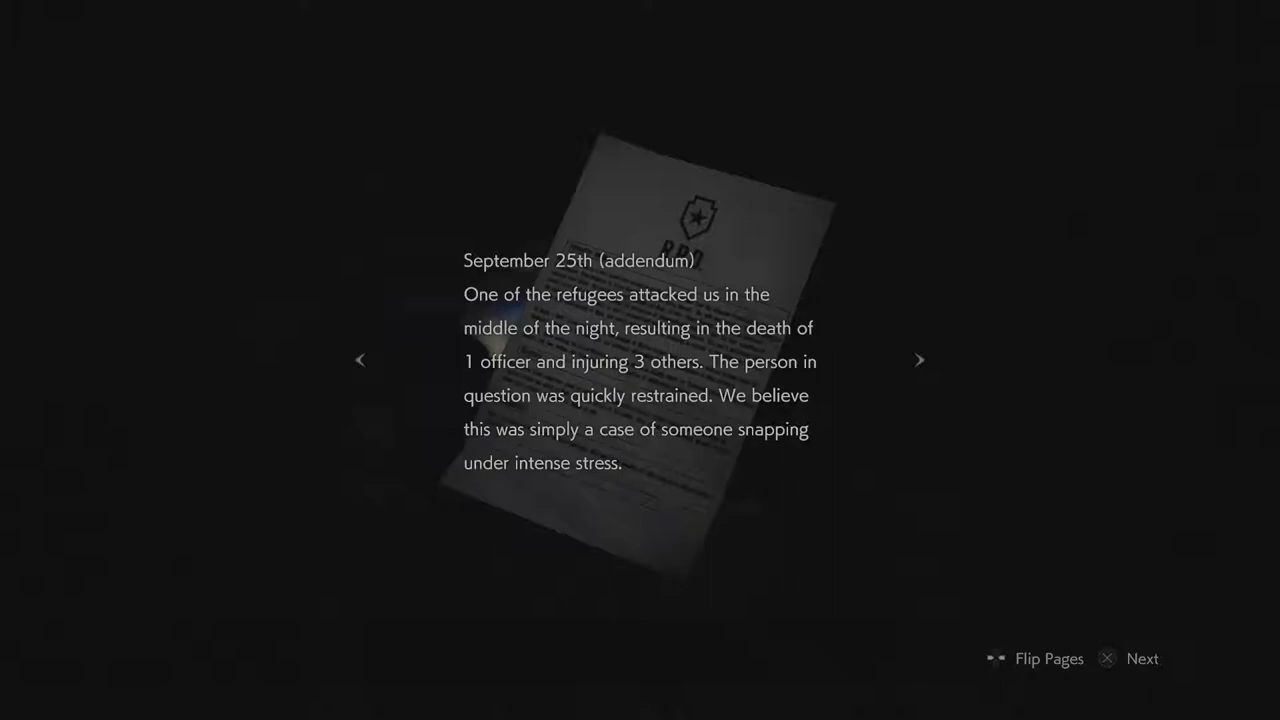 R.P.D.
September 25th (addendum)
One of the refugees attacked us in the
middle of the night, resulting in the death of
1 officer and injuring 3 others. The person in
question was quickly restrained. We believe
this was simply a case of someone snapping
under intense stress.
Flip Pages
Next